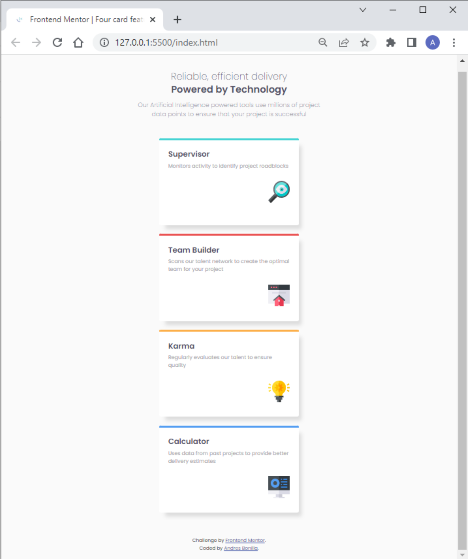 Frontend Mentor | Four card feat
127.0.0.1:5500/index.html
A
Reliable, efficient delivery
Powered by Technology
Our Artificial Intelligence powered tools use millions of project
data points to ensure that your project is successful
Supervisor
Monitors activity to identify project roadblocks
Team Builder
Scans our talent network to create the optimal
team for your project
Karma
Regularly evaluates our talent to ensure
quality
Calculator
Uses data from past projects to provide better
delivery estimates
Challenge by Frontend Mentor.
Coded by Andros Bonilla.